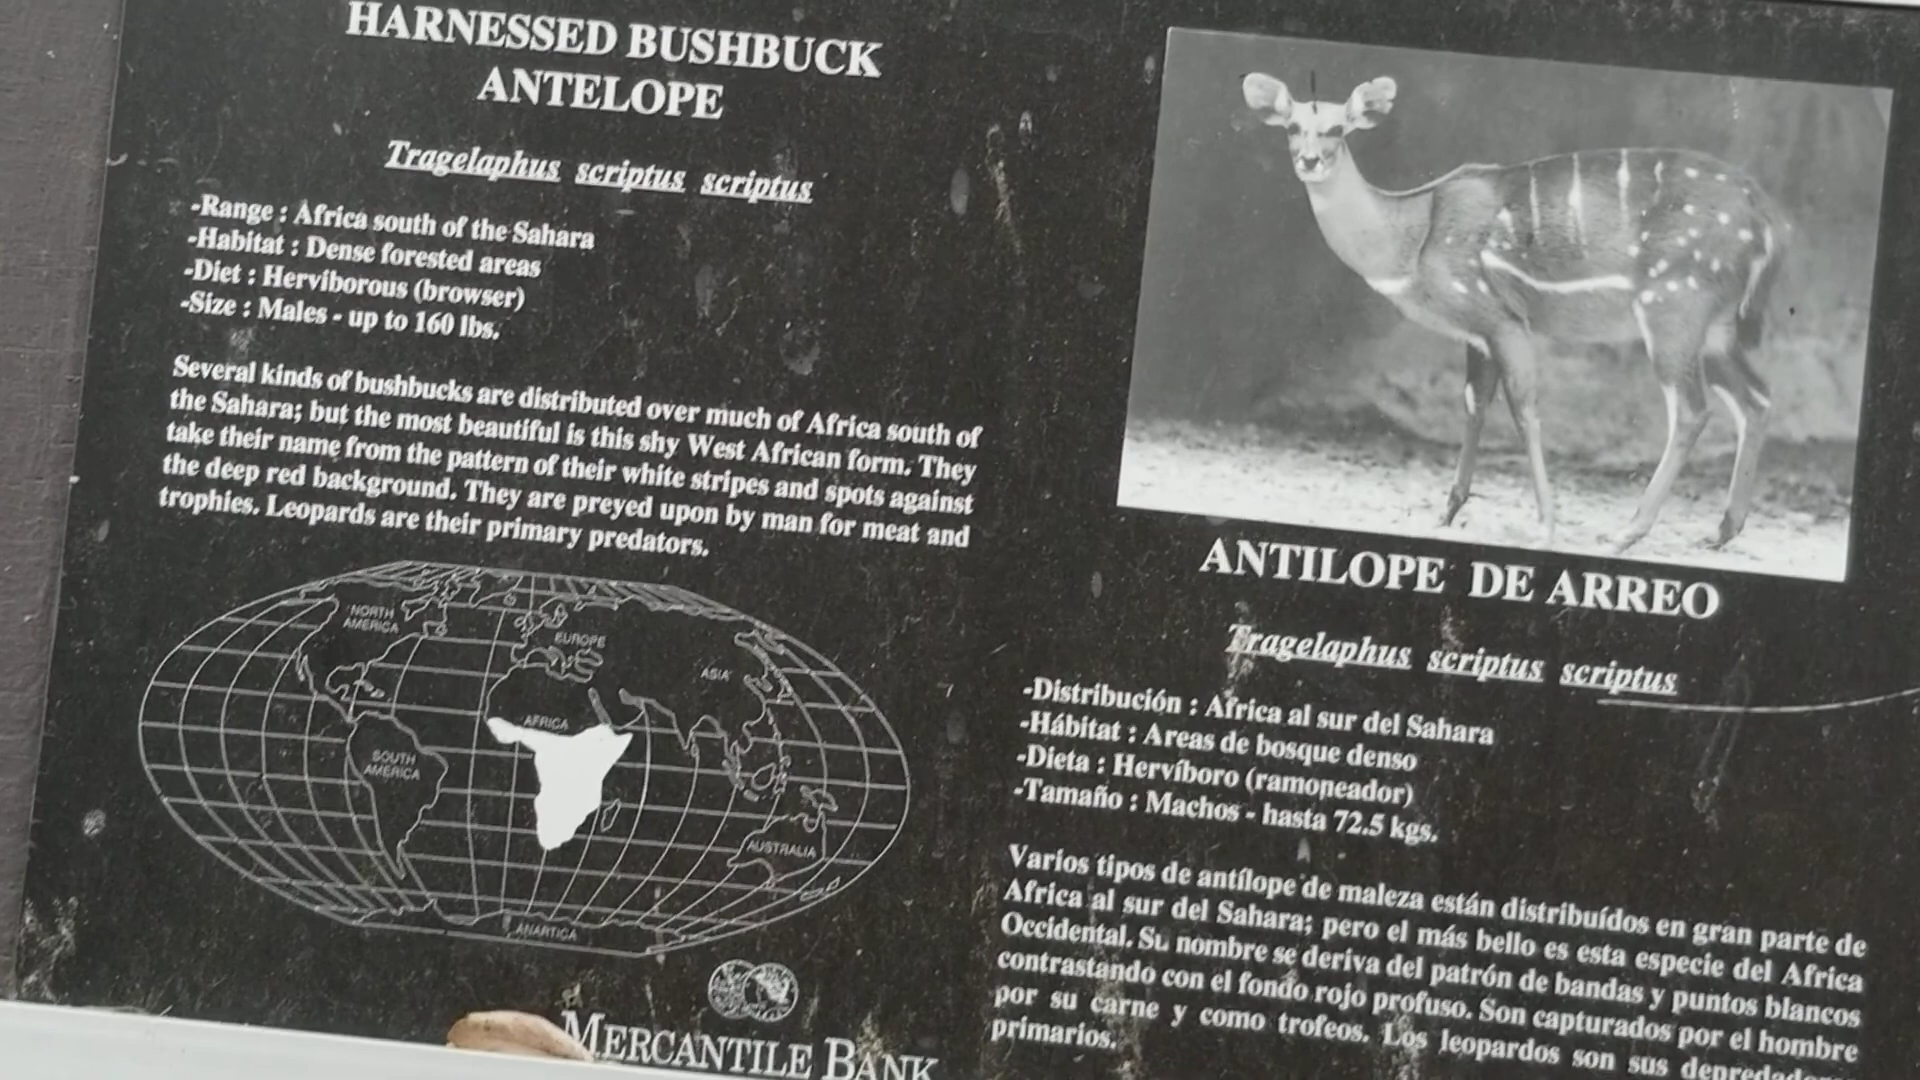 HARNESSED BUSHBUCK
ANTELOPE
Tragelaphus scriptus scriptus
-Range : Africa south of the Sahara
-Habitat : Dense forested areas
-Diet : Herviborous (browser)
-Size : Males - up to 160 lbs.
Several kinds of bushbucks are distributed over much of Africa south of
the Sahara; but the most beautiful is this shy West African form. They
take their name from the pattern of their white stripes and spots against
the deep red background. They are preyed upon by man for meat and
trophies. Leopards are their primary predators.
NORTH
AMERICA
EUROPE
ASIA
AFRICA
SOUTH
AMERICA
AUSTRALIA
ANARTICA
MERCANTILE BANK
ANTILOPE DE ARREO
Tragelaphus scriptus scriptus
-Distribución : Africa al sur del Sahara
-Hábitat : Areas de bosque denso
-Dieta : Hervíboro (ramoneador)
-Tamaño : Machos - hasta 72.5 kgs.
Varios tipos de antílope de maleza están distribuídos en gran parte de
Africa al sur del Sahara; pero el más bello es esta especie del Africa
Occidental. Su nombre se deriva del patrón de bandas y puntos blancos
contrastando con el fondo rojo profuso. Son capturados por el hombre
por su carne y como trofeos. Los leopardos son sus
primarios.